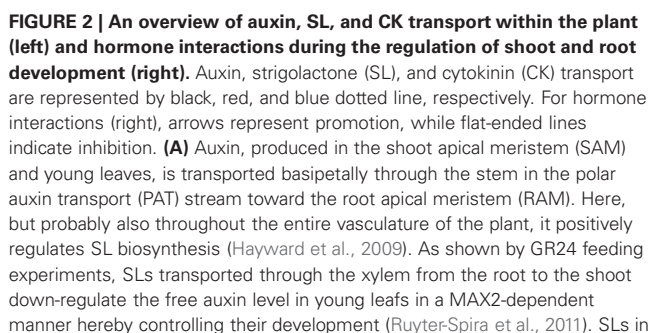 FIGURE 2 | An overview of auxin, SL, and CK transport within the plant
(left) and hormone interactions during the regulation of shoot and root
development (right). Auxin, strigolactone (SL), and cytokinin (CK) transport
are represented by black, red, and blue dotted line, respectively. For hormone
interactions (right), arrows represent promotion, while flat-ended lines
indicate inhibition. (A) Auxin, produced in the shoot apical meristem (SAM)
and young leaves, is transported basipetally through the stem in the polar
auxin transport (PAT) stream toward the root apical meristem (RAM). Here,
but probably also throughout the entire vasculature of the plant, it positively
regulates SL biosynthesis (Hayward et al., 2009). As shown by GR24 feeding
experiments, SLs transported through the xylem from the root to the shoot
down-regulate the free auxin level in young leafs in a MAX2-dependent
manner hereby controlling their development (Ruyter-Spira et al., 2011). SLs in